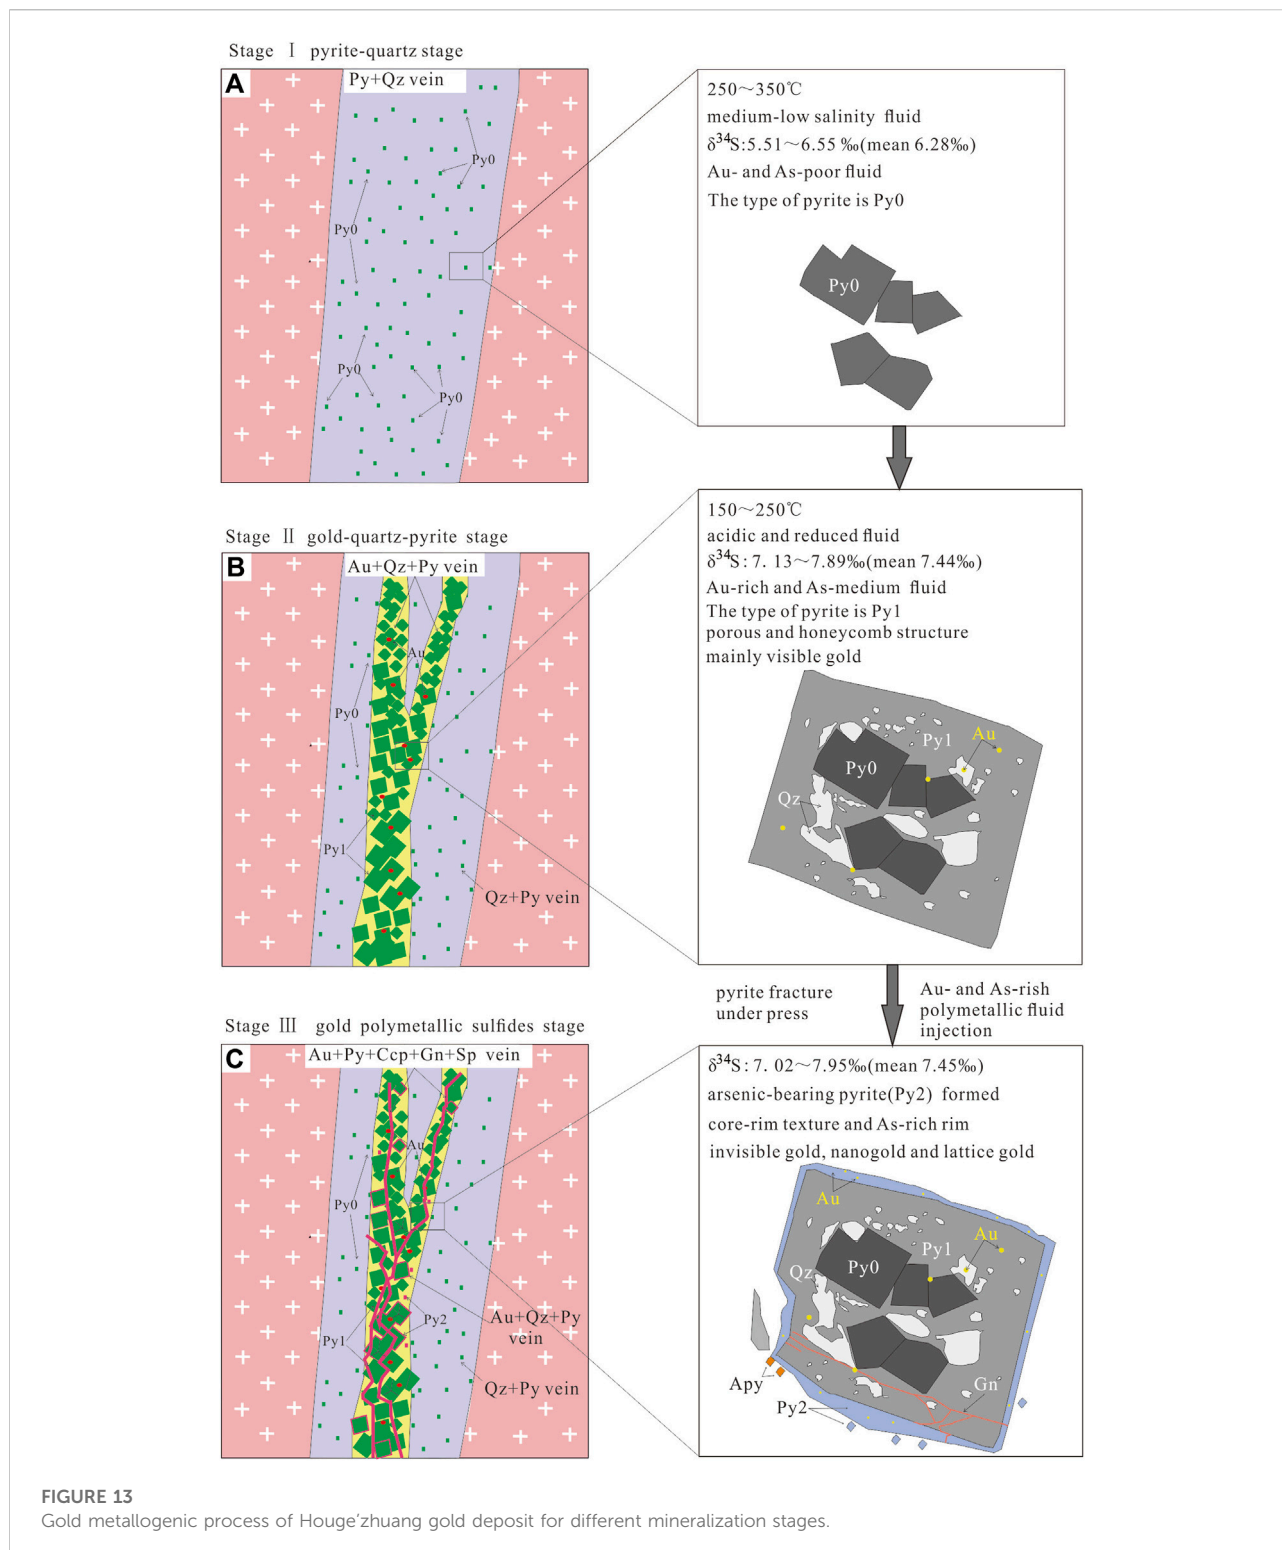 Stage Ⅰ pyrite-quartz stage
A
Py+Qz vein
Py0
Py0
Py0
Py0
250~350℃
medium-low salinity fluid
δ34S:5.51~6.55 ‰(mean 6.28‰)
Au- and As-poor fluid
The type of pyrite is Py0
Py0
Stage Ⅱ gold-quartz-pyrite stage
B
Au+Qz+Py vein
Au
Py0
Py1
Qz+Py vein
150~250℃
acidic and reduced fluid
δ34S: 7. 13~7.89‰(mean 7.44‰)
Au-rich and As-medium fluid
The type of pyrite is Py1
porous and honeycomb structure
mainly visible gold
Py1
Au
Py0
Qz
pyrite fracture
under press
Au- and As-rish
polymetallic fluid
injection
Stage Ⅲ gold polymetallic sulfides stage
C
Au+Py+Ccp+Gn+Sp vein
Au
Py0
Py2
Py1
Au+Qz+Py
vein
Qz+Py vein
δ34S: 7. 02~7.95‰(mean 7.45‰)
arsenic-bearing pyrite(Py2) formed
core-rim texture and As-rich rim
invisible gold, nanogold and lattice gold
Au
Au
Py1
Qz
Py0
Apy
Gn
Py2
FIGURE 13
Gold metallogenic process of Houge’zhuang gold deposit for different mineralization stages.